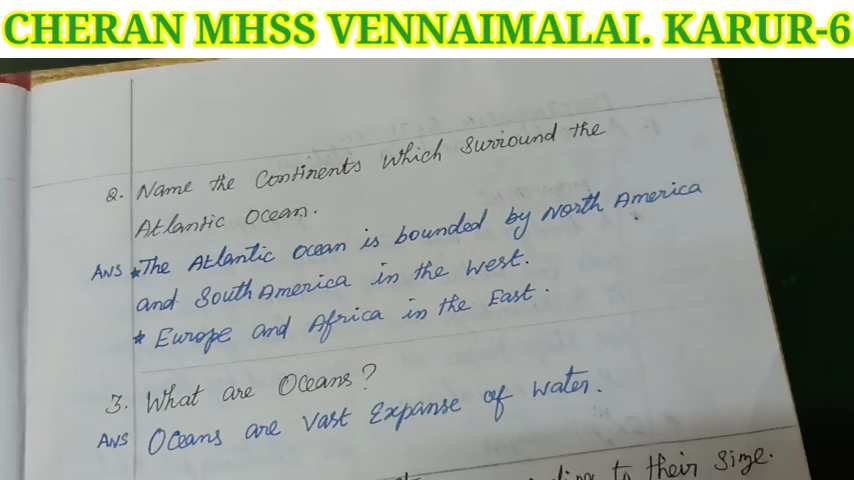 CHERAN MHSS VENNAIMALAI. KARUR-6
2. Name the Continents which Surround the
Atlantic Ocean.
ANS * The Atlantic Ocean is bounded by North America
and South America in the west.
* Europe and Africa in the East.
3. What are Oceans?
ANS Oceans are Vast Expanse of water.
to their size.